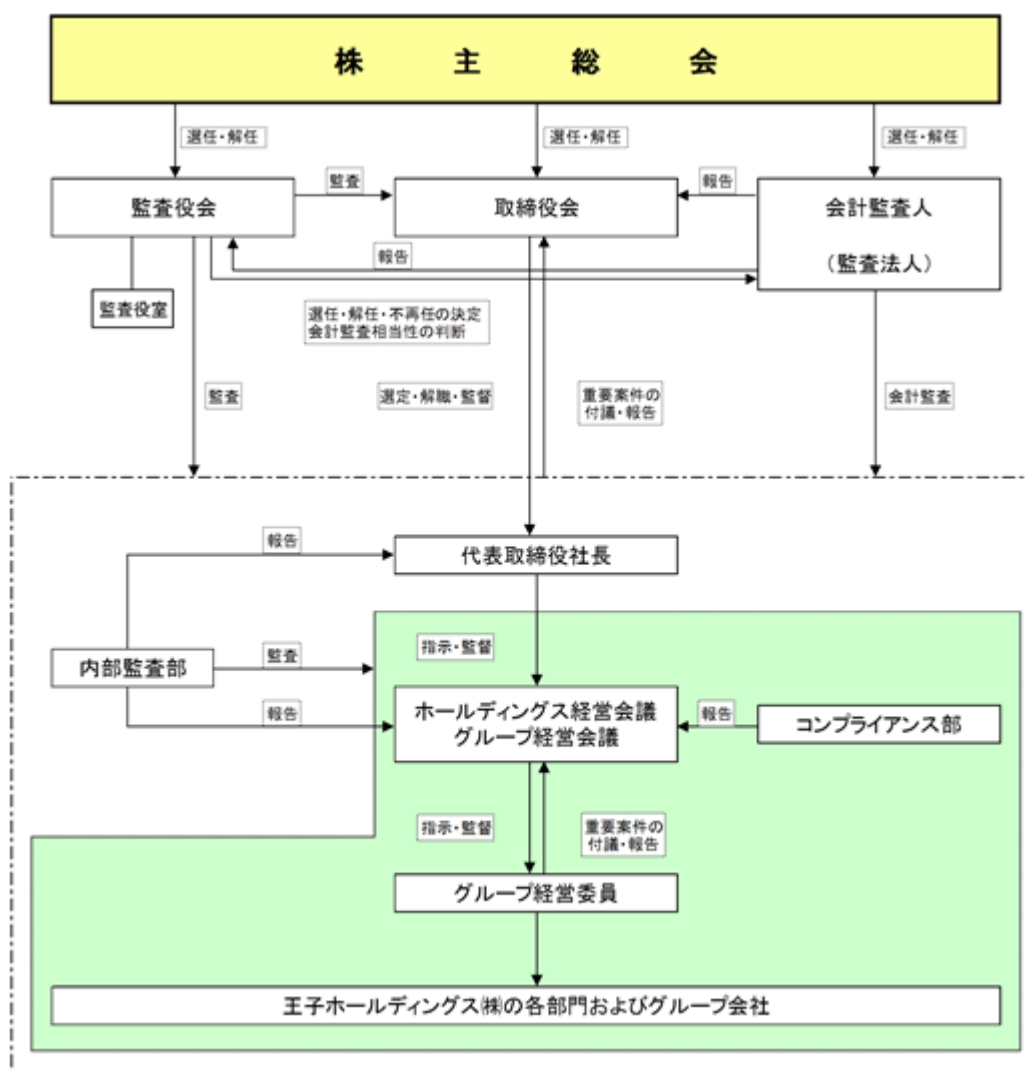 株主総会
選任・解任
選任・解任
選任・解任
監査役会
監査
取締役会
報告
会計監査人
（監査法人）
報告
監査役室
選任・解任・不再任の決定
会計監査相当性の判断
監査
選定・解職・監督
重要案件の
付議・報告
会計監査
報告
代表取締役社長
指示・監督
内部監査部
監査
報告
ホールディングス経営会議
グループ経営会議
報告
コンプライアンス部
指示・監督
重要案件の
付議・報告
グループ経営委員
王子ホールディングス㈱の各部門およびグループ会社